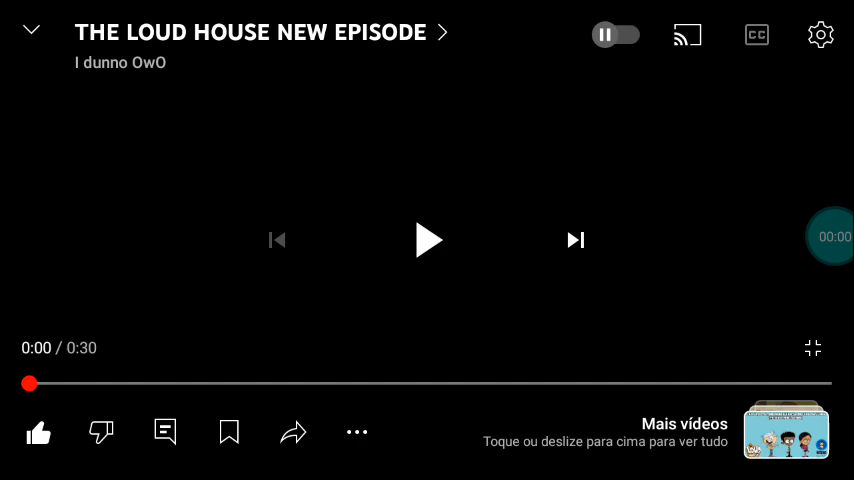 THE LOUD HOUSE NEW EPISODE
I dunno OwO
CC
00:00
0:00 / 0:30
Mais vídeos
Toque ou deslize para cima para ver tudo